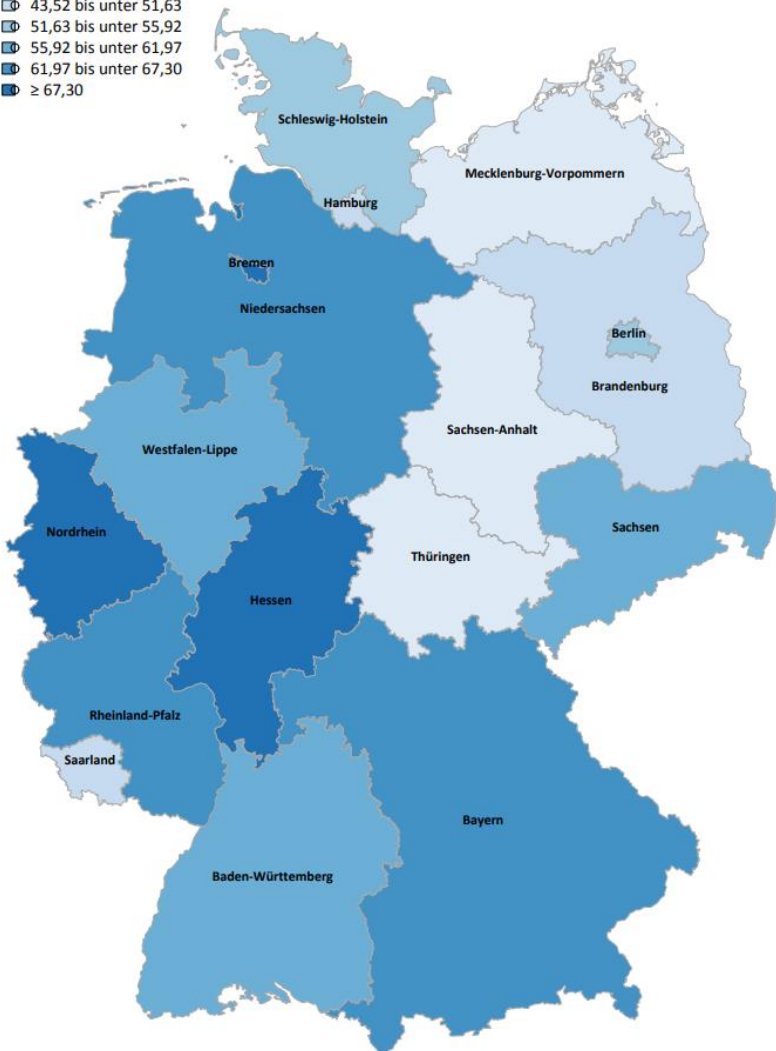 43,52 bis unter 51,63
51,63 bis unter 55,92
55,92 bis unter 61,97
61,97 bis unter 67,30
≥ 67,30
Schleswig-Holstein
Mecklenburg-Vorpommern
Hamburg
Bremen
Niedersachsen
Berlin
Brandenburg
Sachsen-Anhalt
Westfalen-Lippe
Sachsen
Nordrhein
Thüringen
Hessen
Rheinland-Pfalz
Saarland
Bayern
Baden-Württemberg